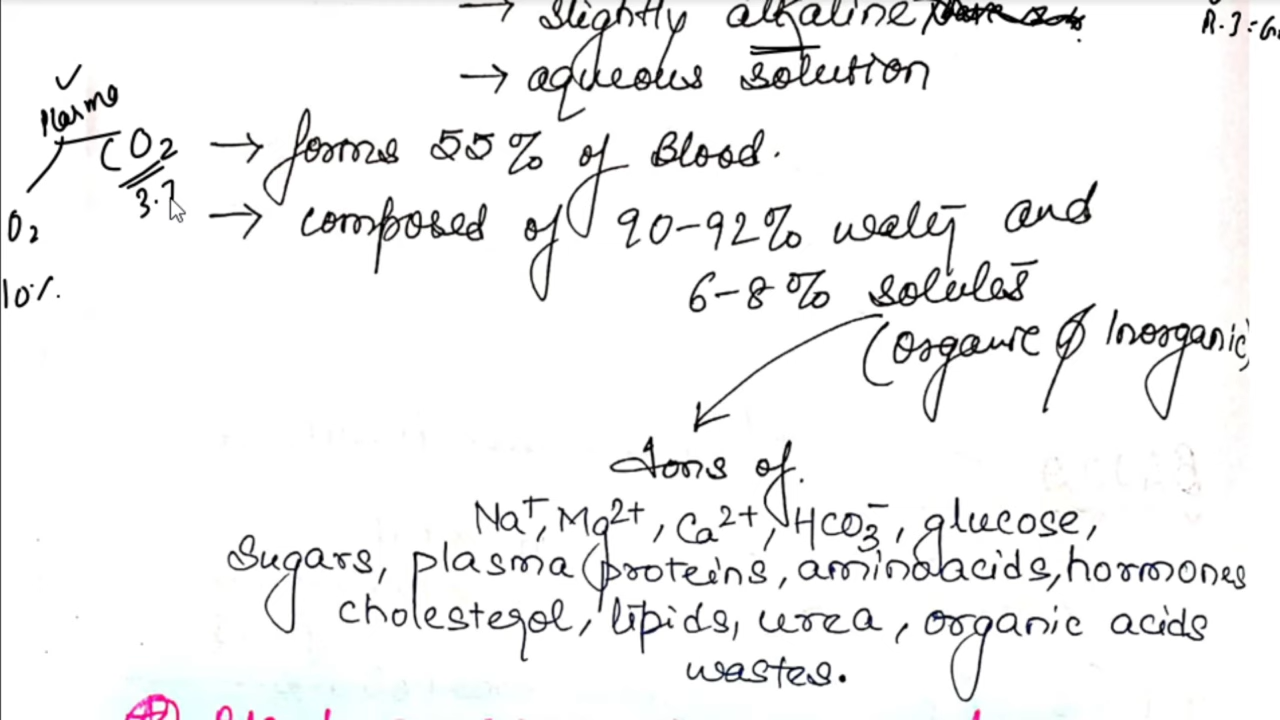 → slightly alkaline,
R.I = G
→ aqueous solution
✓
Plasma
CO2 → forms 55% of Blood.
3.7
O2 → composed of 90-92% water and
10%. 6-8% solutes
(Organic & Inorganic)
Ions of.
Na⁺, Mg²⁺, Ca²⁺, HCO₃⁻, glucose,
Sugars, plasma proteins, aminoacids, hormones
cholesterol, lipids, urea, organic acids
wastes.